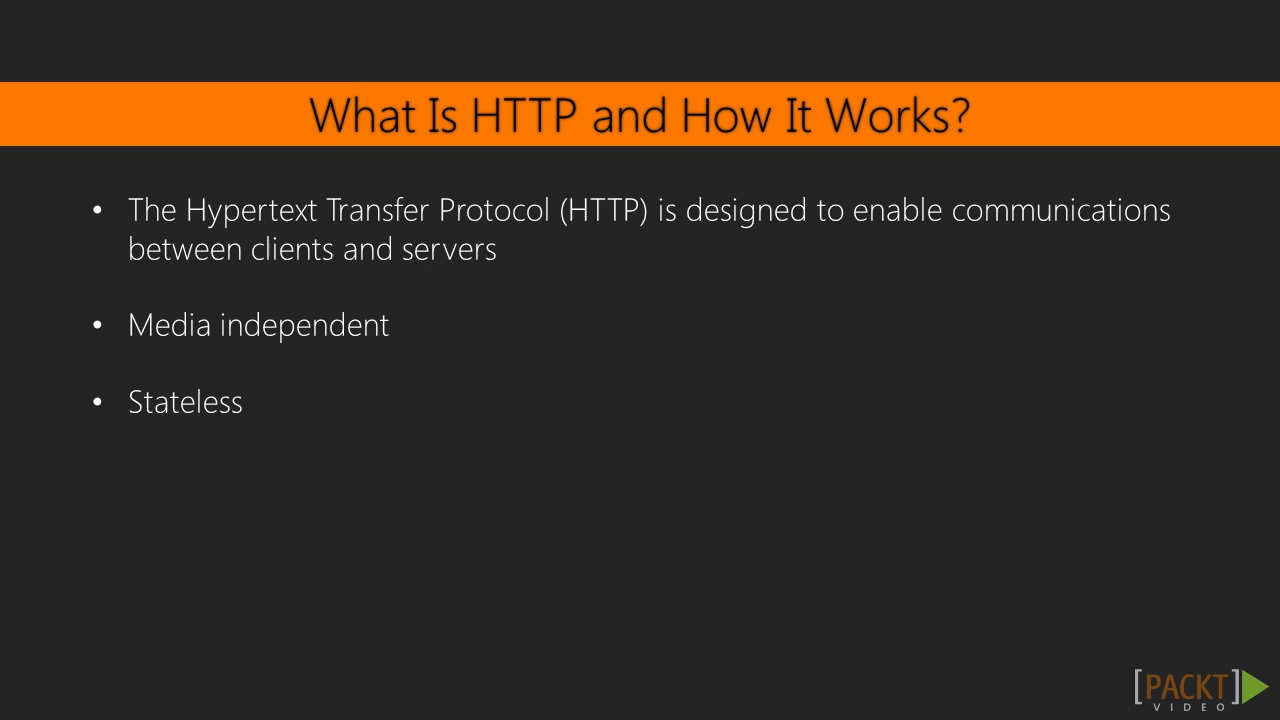 What Is HTTP and How It Works?
• The Hypertext Transfer Protocol (HTTP) is designed to enable communications
between clients and servers
• Media independent
• Stateless
[PACKT]
VIDEO